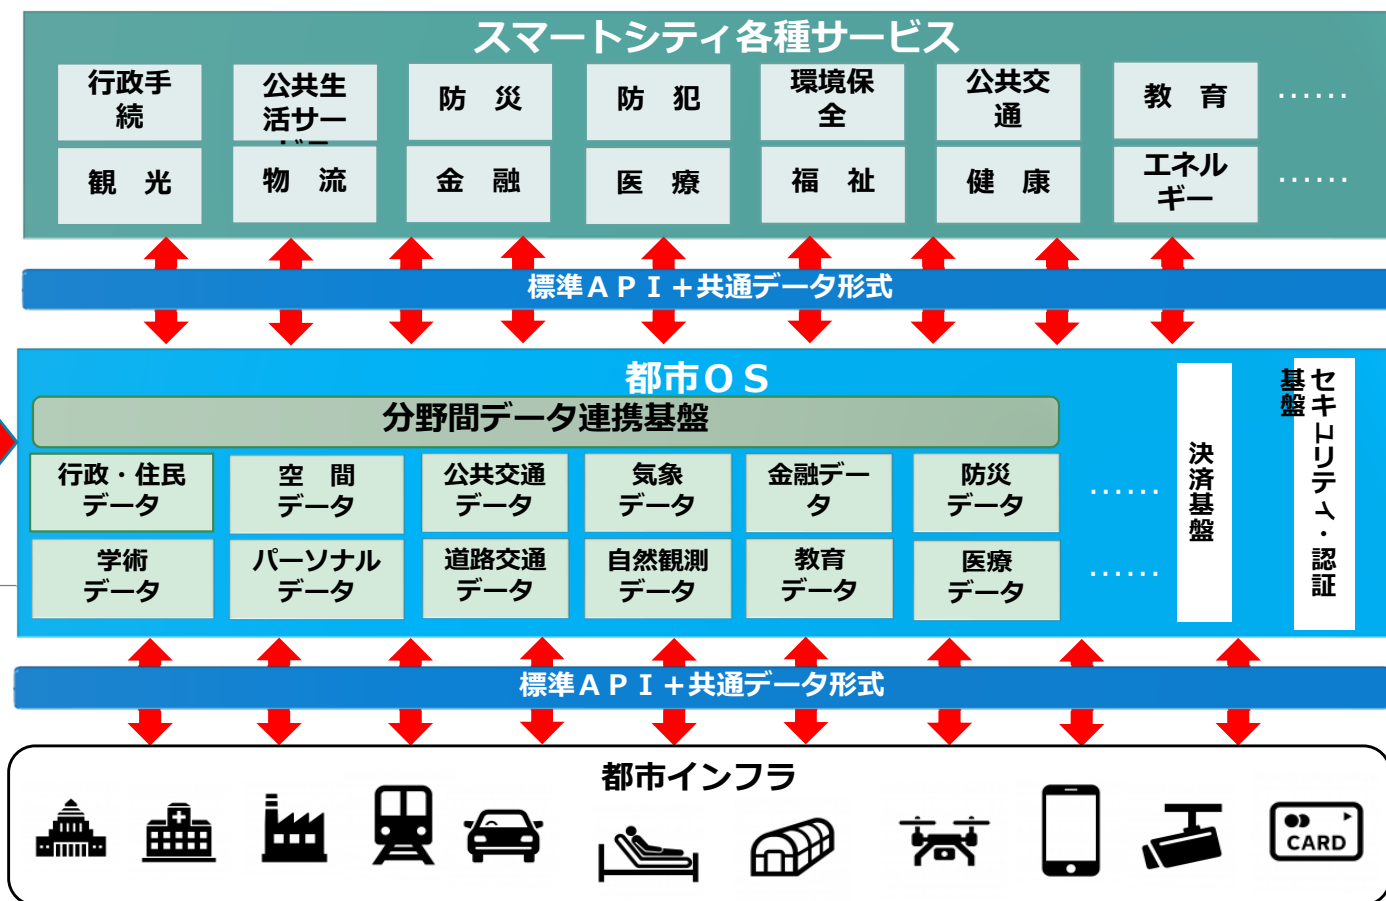 スマートシティ各種サービス
行政手
続
公共生
活サー
防　災
防　犯
環境保
全
公共交
通
教　育
……
観　光
物　流
金　融
医　療
福　祉
健　康
エネル
ギー
……
標準ＡＰＩ＋共通データ形式
都市ＯＳ
分野間データ連携基盤
行政・住民
データ
空　間
データ
公共交通
データ
気象
データ
金融デー
タ
防災
データ
……
学術
データ
パーソナル
データ
道路交通
データ
自然観測
データ
教育
データ
医療
データ
……
決済基盤
セキュリティ・認証
基盤
標準ＡＰＩ＋共通データ形式
都市インフラ
CARD